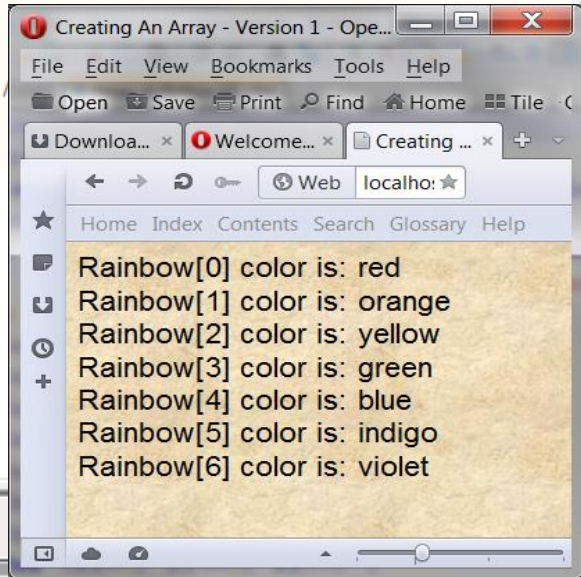 Creating An Array - Version 1 - Ope...
File Edit View Bookmarks Tools Help
Open Save Print Find Home Tile
Downloa... Welcome... Creating ...
Web localho:
Home Index Contents Search Glossary Help
Rainbow[0] color is: red
Rainbow[1] color is: orange
Rainbow[2] color is: yellow
Rainbow[3] color is: green
Rainbow[4] color is: blue
Rainbow[5] color is: indigo
Rainbow[6] color is: violet